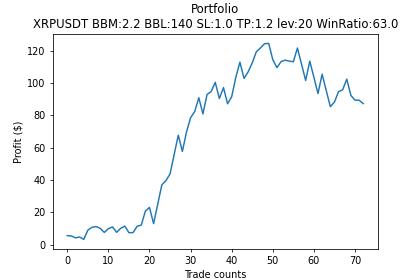 Portfolio
XRPUSDT BBM:2.2 BBL:140 SL:1.0 TP:1.2 lev:20 WinRatio:63.0
120
100
80
60
40
20
0
Profit ($)
0 10 20 30 40 50 60 70
Trade counts